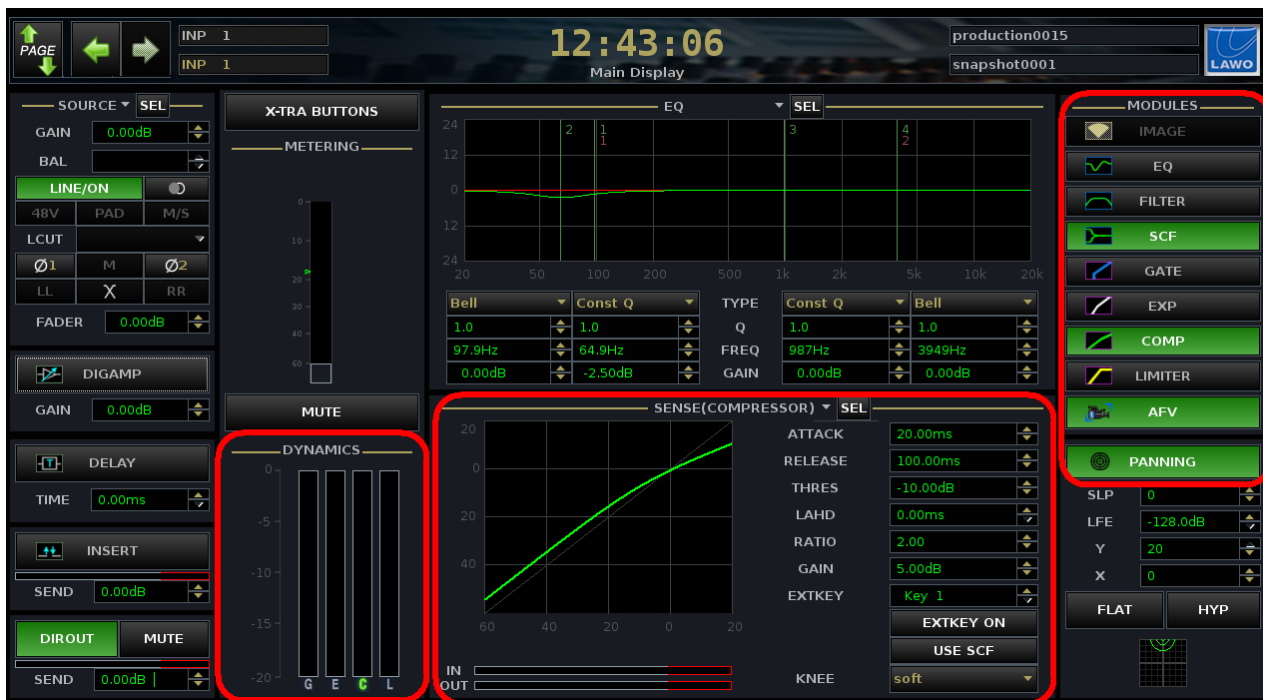 PAGE
INP 1
INP 1
12:43:06
Main Display
production0015
snapshot0001
LAWO
SOURCE SEL
GAIN 0.00dB
BAL
LINE/ON
48V PAD M/S
LCUT
Ø1 M Ø2
LL X RR
FADER 0.00dB
DIGAMP
GAIN 0.00dB
DELAY
TIME 0.00ms
INSERT
SEND 0.00dB
DIROUT MUTE
SEND 0.00dB
X-TRA BUTTONS
METERING
0
10
20
30
40
60
MUTE
DYNAMICS
0
-5
-10
-15
-20
G E C L
EQ SEL
24
12
0
12
24
2 1 3 4
1 2
20 50 100 200 500 1k 2k 5k 10k 20k
Bell Const Q TYPE Const Q Bell
1.0 1.0 Q 1.0 1.0
97.9Hz 64.9Hz FREQ 987Hz 3949Hz
0.00dB -2.50dB GAIN 0.00dB 0.00dB
SENSE(COMPRESSOR) SEL
20
0
20
40
60 40 20 0 20
IN
OUT
ATTACK 20.00ms
RELEASE 100.00ms
THRES -10.00dB
LAHD 0.00ms
RATIO 2.00
GAIN 5.00dB
EXTKEY Key 1
EXTKEY ON
USE SCF
KNEE soft
MODULES
IMAGE
EQ
FILTER
SCF
GATE
EXP
COMP
LIMITER
AFV
PANNING
SLP 0
LFE -128.0dB
Y 20
X 0
FLAT HYP